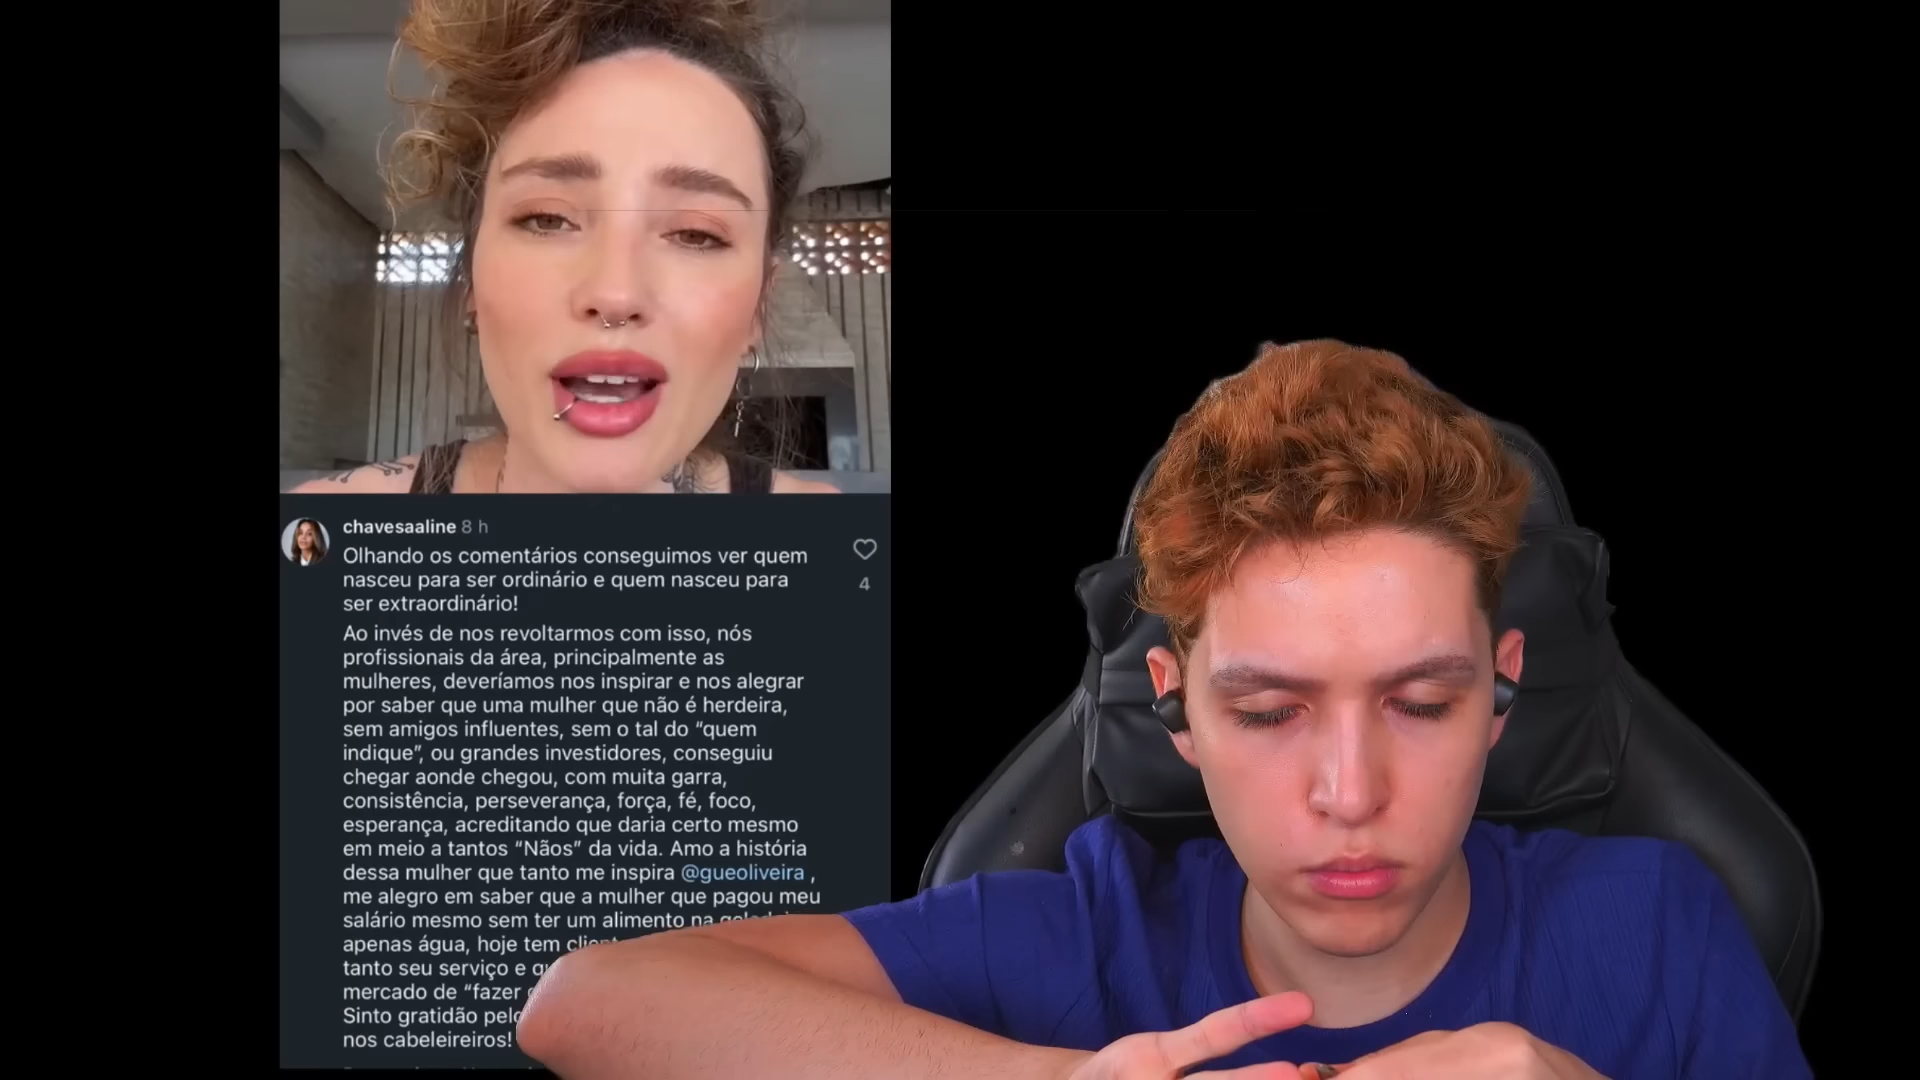 chavesaaline 8 h
Olhando os comentários conseguimos ver quem
nasceu para ser ordinário e quem nasceu para
ser extraordinário!
4
Ao invés de nos revoltarmos com isso, nós
profissionais da área, principalmente as
mulheres, deveríamos nos inspirar e nos alegrar
por saber que uma mulher que não é herdeira,
sem amigos influentes, sem o tal do “quem
indique”, ou grandes investidores, conseguiu
chegar aonde chegou, com muita garra,
consistência, perseverança, força, fé, foco,
esperança, acreditando que daria certo mesmo
em meio a tantos “Nãos” da vida. Amo a história
dessa mulher que tanto me inspira @gueoliveira ,
me alegro em saber que a mulher que pagou meu
salário mesmo sem ter um alimento na
apenas água, hoje tem
tanto seu serviço e
mercado de “fazer
Sinto gratidão
nos cabeleireiros!